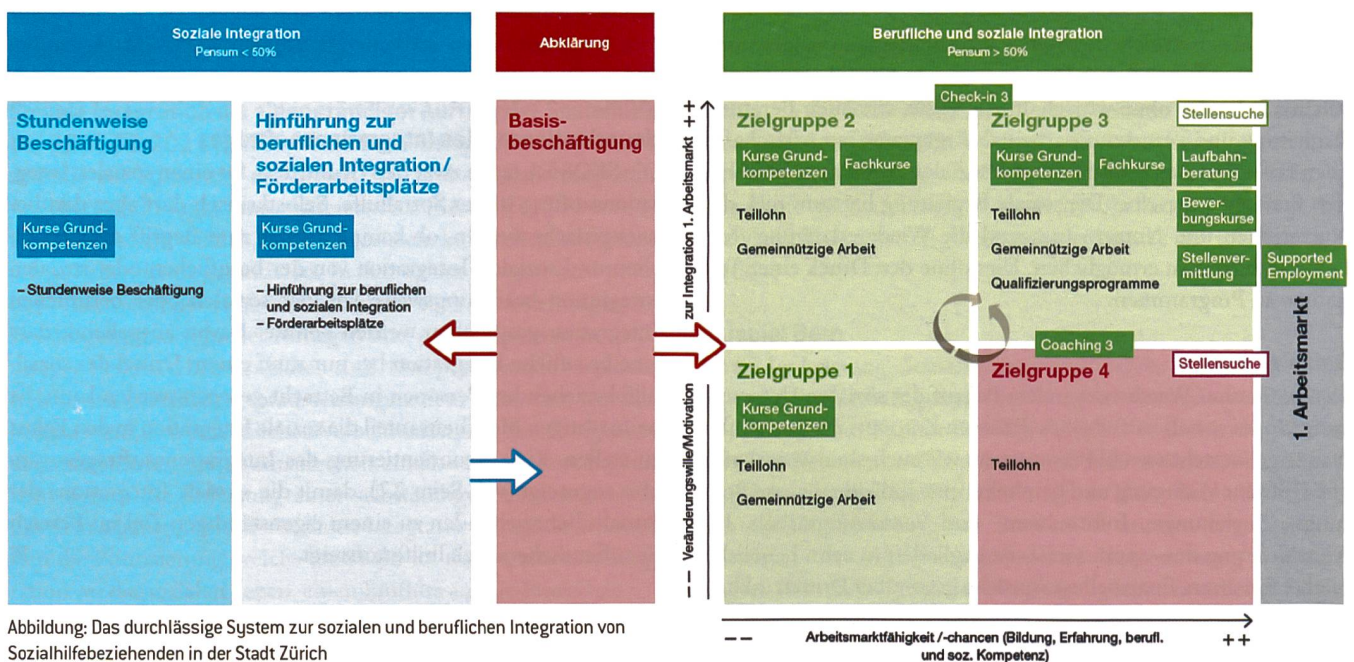 Soziale Integration
Pensum < 50%
Abklärung
Berufliche und soziale Integration
Pensum > 50%
Stundenweise
Beschäftigung
Kurse Grund-
kompetenzen
– Stundenweise Beschäftigung
Hinführung zur
beruflichen und
sozialen Integration/
Förderarbeitsplätze
Kurse Grund-
kompetenzen
– Hinführung zur beruflichen
und sozialen Integration
– Förderarbeitsplätze
Basis-
beschäftigung
– – Veränderungswille/Motivation
zur Integration 1. Arbeitsmarkt ++
Check-in 3
Zielgruppe 2
Kurse Grund-
kompetenzen
Fachkurse
Teillohn
Gemeinnützige Arbeit
Zielgruppe 3
Stellensuche
Kurse Grund-
kompetenzen
Fachkurse
Laufbahn-
beratung
Bewer-
bungskurse
Teillohn
Gemeinnützige Arbeit
Stellenver-
mittlung
Supported
Employment
Qualifizierungsprogramme
Coaching 3
Zielgruppe 1
Kurse Grund-
kompetenzen
Teillohn
Gemeinnützige Arbeit
Zielgruppe 4
Stellensuche
Teillohn
1. Arbeitsmarkt
– – Arbeitsmarktfähigkeit /-chancen (Bildung, Erfahrung, berufl. ++
und soz. Kompetenz)
Abbildung: Das durchlässige System zur sozialen und beruflichen Integration von
Sozialhilfebeziehenden in der Stadt Zürich